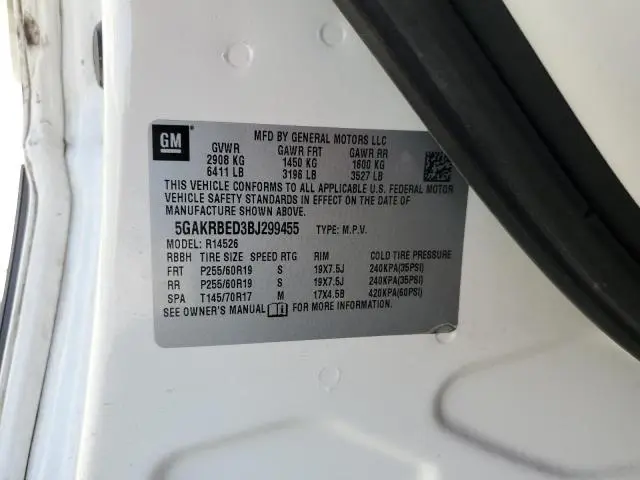 GM
MFD BY GENERAL MOTORS LLC
GVWR GAWR FRT GAWR RR
2908 KG 1450 KG 1600 KG
6411 LB 3196 LB 3527 LB
THIS VEHICLE CONFORMS TO ALL APPLICABLE U.S. FEDERAL MOTOR
VEHICLE SAFETY STANDARDS IN EFFECT ON THE DATE OF
MANUFACTURE SHOWN ABOVE.
5GAKRBED3BJ299455 TYPE: M.P.V.
MODEL: R14526
RBBH TIRE SIZE SPEED RTG RIM COLD TIRE PRESSURE
FRT P255/60R19 S 19X7.5J 240KPA(35PSI)
RR P255/60R19 S 19X7.5J 240KPA(35PSI)
SPA T145/70R17 M 17X4.5B 420KPA(60PSI)
SEE OWNER'S MANUAL FOR MORE INFORMATION.